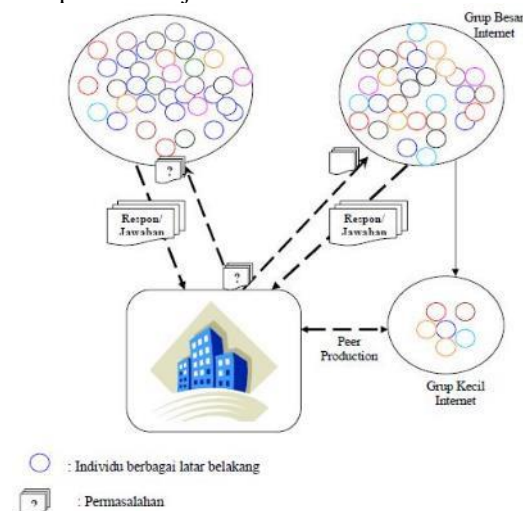 Grup Besar
Internet
?
Respon/
Jawaban
Respon/
Jawaban
?
Peer
Production
Grup Kecil
Internet
: Individu berbagai latar belakang
?
: Permasalahan